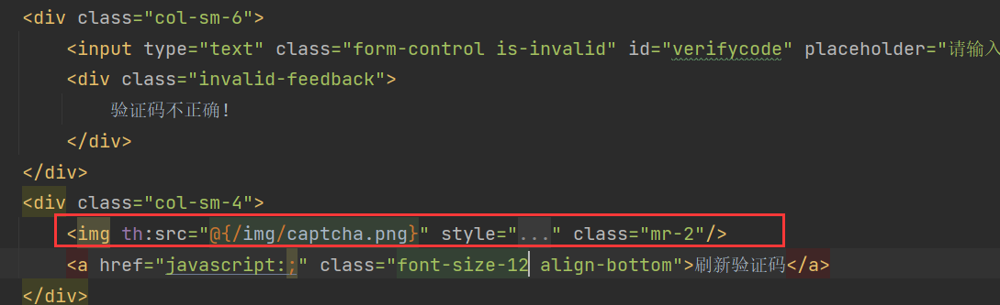 <div class="col-sm-6">
<input type="text" class="form-control is-invalid" id="verifycode" placeholder="请输入
<div class="invalid-feedback">
验证码不正确!
</div>
</div>
<div class="col-sm-4">
<img th:src="@{/img/captcha.png}" style="..." class="mr-2"/>
<a href="javascript:;" class="font-size-12 align-bottom">刷新验证码</a>
</div>